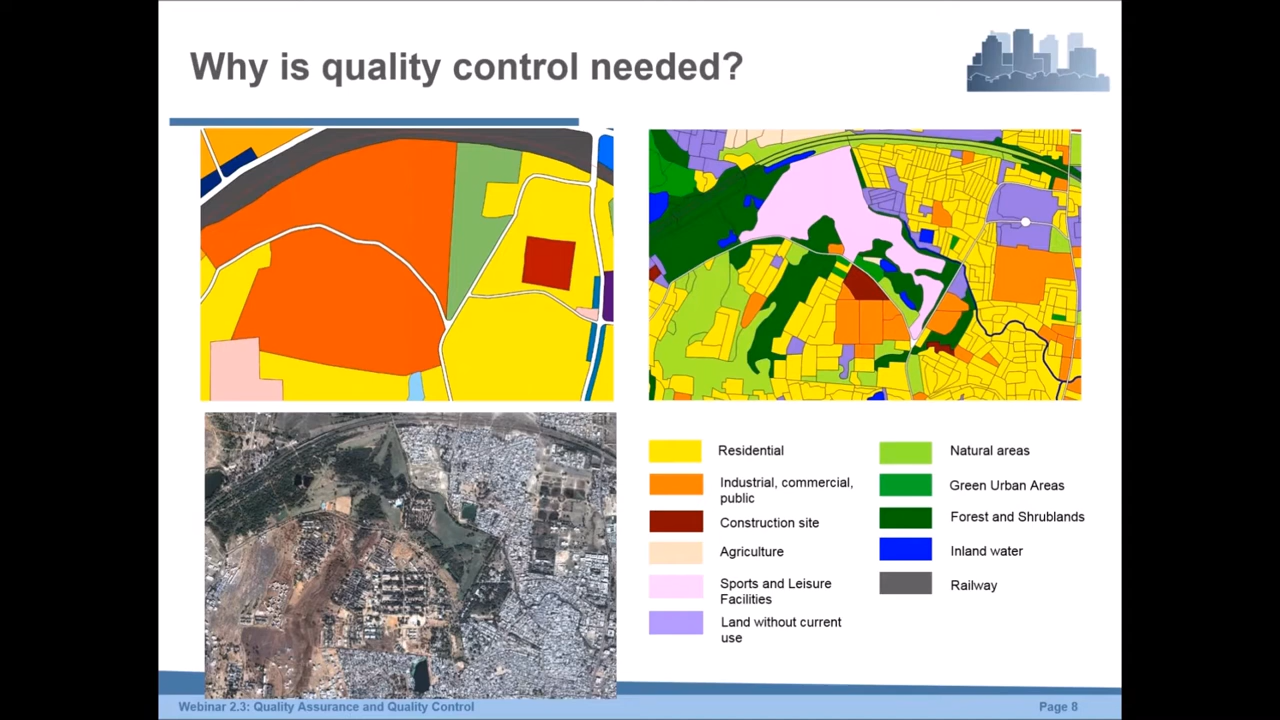 Why is quality control needed?
Residential
Industrial, commercial,
public
Construction site
Agriculture
Sports and Leisure
Facilities
Land without current
use
Natural areas
Green Urban Areas
Forest and Shrublands
Inland water
Railway
Webinar 2.3: Quality Assurance and Quality Control
Page 8